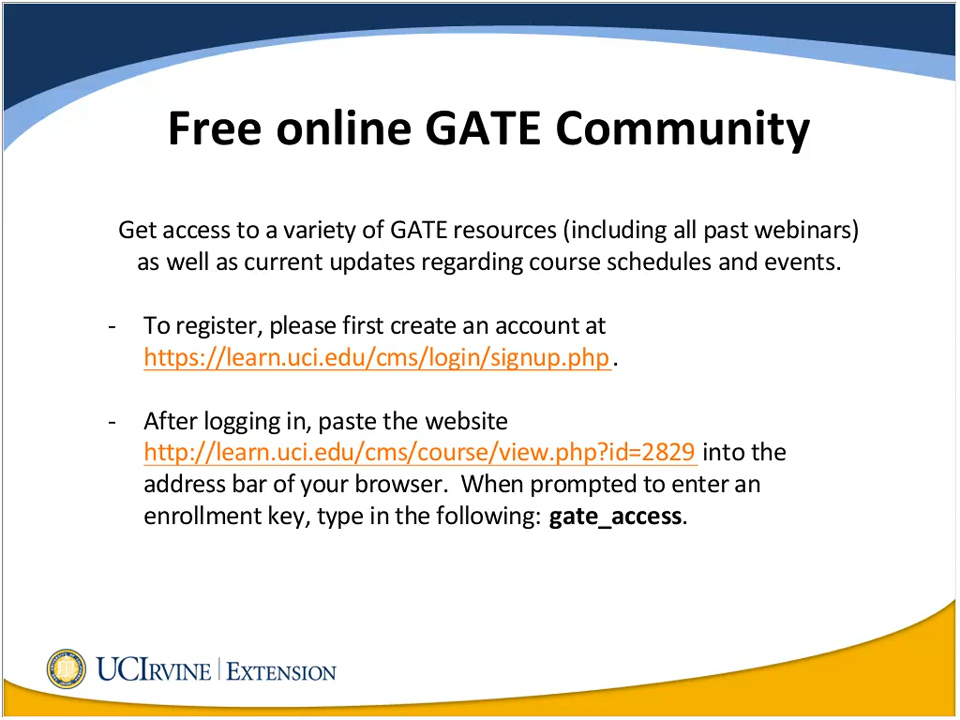 Free online GATE Community
Get access to a variety of GATE resources (including all past webinars)
as well as current updates regarding course schedules and events.
- To register, please first create an account at
https://learn.uci.edu/cms/login/signup.php.
- After logging in, paste the website
http://learn.uci.edu/cms/course/view.php?id=2829 into the
address bar of your browser.  When prompted to enter an
enrollment key, type in the following: gate_access.
UCIRVINE | EXTENSION